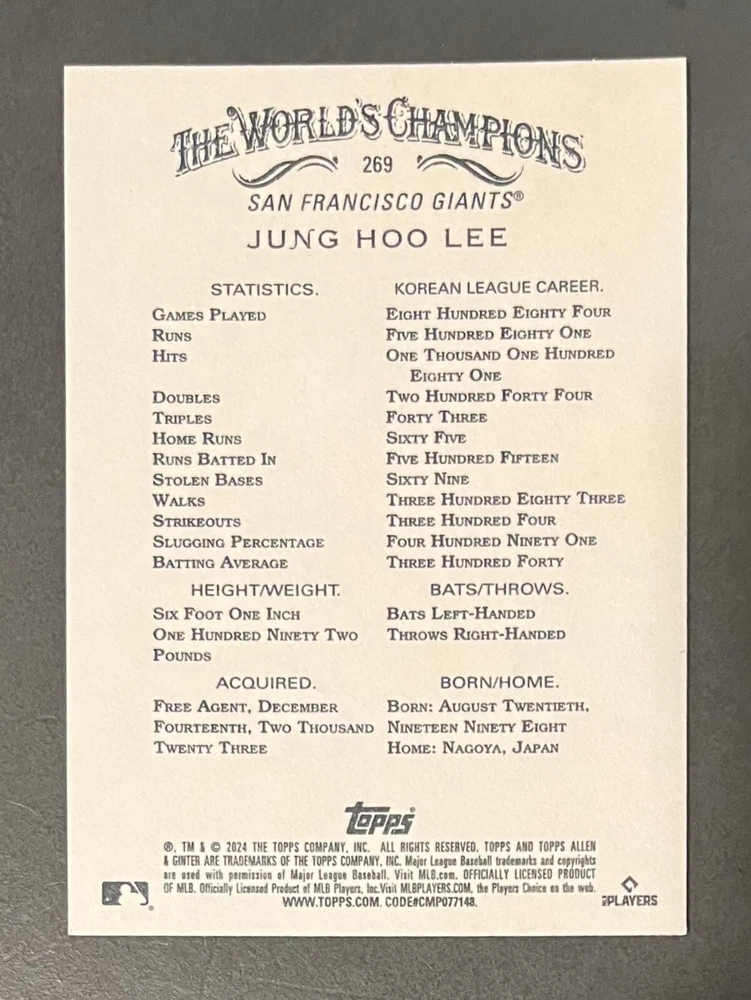 THE WORLD'S CHAMPIONS
269
SAN FRANCISCO GIANTS®
JUNG HOO LEE
STATISTICS. KOREAN LEAGUE CAREER.
GAMES PLAYED EIGHT HUNDRED EIGHTY FOUR
RUNS FIVE HUNDRED EIGHTY ONE
HITS ONE THOUSAND ONE HUNDRED
EIGHTY ONE
DOUBLES TWO HUNDRED FORTY FOUR
TRIPLES FORTY THREE
HOME RUNS SIXTY FIVE
RUNS BATTED IN FIVE HUNDRED FIFTEEN
STOLEN BASES SIXTY NINE
WALKS THREE HUNDRED EIGHTY THREE
STRIKEOUTS THREE HUNDRED FOUR
SLUGGING PERCENTAGE FOUR HUNDRED NINETY ONE
BATTING AVERAGE THREE HUNDRED FORTY
HEIGHT/WEIGHT. BATS/THROWS.
SIX FOOT ONE INCH BATS LEFT-HANDED
ONE HUNDRED NINETY TWO THROWS RIGHT-HANDED
POUNDS
ACQUIRED. BORN/HOME.
FREE AGENT, DECEMBER BORN: AUGUST TWENTIETH,
FOURTEENTH, TWO THOUSAND NINETEEN NINETY EIGHT
TWENTY THREE HOME: NAGOYA, JAPAN
topps
®, TM & © 2024 THE TOPPS COMPANY, INC. ALL RIGHTS RESERVED. TOPPS AND TOPPS ALLEN
& GINTER ARE TRADEMARKS OF THE TOPPS COMPANY, INC. Major League Baseball trademarks and copyrights
are used with permission of Major League Baseball. Visit MLB.com. OFFICIALLY LICENSED PRODUCT
OF MLB. Officially Licensed Product of MLB Players, Inc. Visit MLBPLAYERS.COM, the Players Choice on the web.
WWW.TOPPS.COM. CODE#CMP077148.
PLAYERS